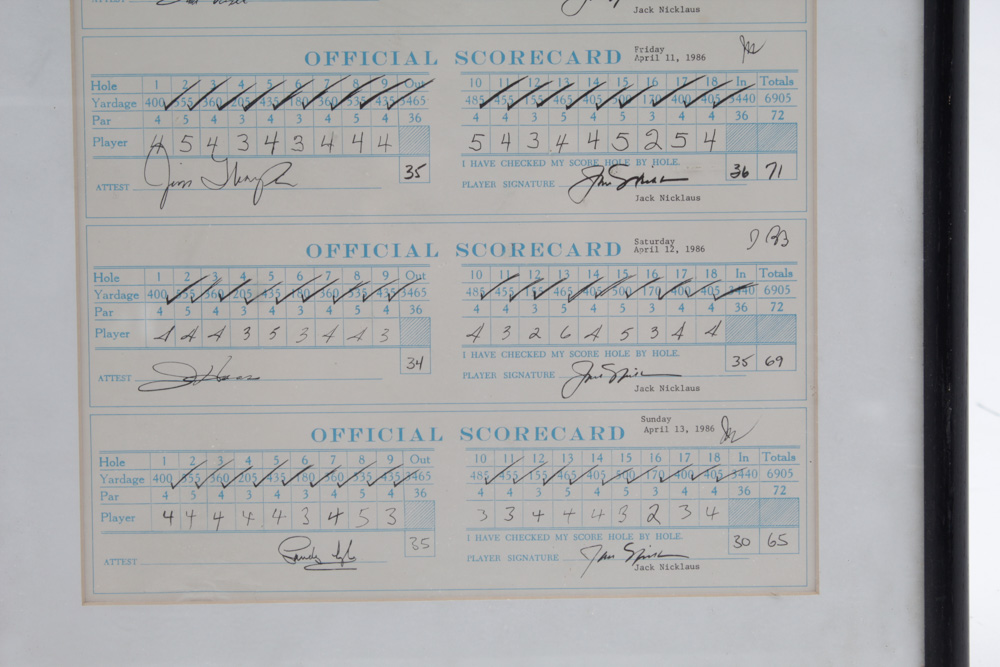 Jack Nicklaus
OFFICIAL SCORECARD Friday April 11, 1986
Hole 1 2 3 4 5 6 7 8 9 Out 10 11 12 13 14 15 16 17 18 In Totals
Yardage 400 555 360 205 435 180 360 535 435 3465 485 455 155 465 405 500 170 400 405 3440 6905
Par 4 5 4 3 4 3 4 5 4 36 4 4 3 5 4 5 3 4 4 36 72
Player 4 5 4 3 4 3 4 4 4 5 4 3 4 4 5 2 5 4
I HAVE CHECKED MY SCORE HOLE BY HOLE.
ATTEST 35 PLAYER SIGNATURE 36 71
Jack Nicklaus
OFFICIAL SCORECARD Saturday April 12, 1986
Hole 1 2 3 4 5 6 7 8 9 Out 10 11 12 13 14 15 16 17 18 In Totals
Yardage 400 555 360 205 435 180 360 535 435 3465 485 455 155 465 405 500 170 400 405 3440 6905
Par 4 5 4 3 4 3 4 5 4 36 4 4 3 5 4 5 3 4 4 36 72
Player 4 4 4 3 5 3 4 4 3 4 3 2 6 4 5 3 4 4
I HAVE CHECKED MY SCORE HOLE BY HOLE.
ATTEST 34 PLAYER SIGNATURE 35 69
Jack Nicklaus
OFFICIAL SCORECARD Sunday April 13, 1986
Hole 1 2 3 4 5 6 7 8 9 Out 10 11 12 13 14 15 16 17 18 In Totals
Yardage 400 555 360 205 435 180 360 535 435 3465 485 455 155 465 405 500 170 400 405 3440 6905
Par 4 5 4 3 4 3 4 5 4 36 4 4 3 5 4 5 3 4 4 36 72
Player 4 4 4 4 4 3 4 5 3 3 3 4 4 4 3 2 3 4
I HAVE CHECKED MY SCORE HOLE BY HOLE.
ATTEST Sandy Lyle 35 PLAYER SIGNATURE 30 65
Jack Nicklaus